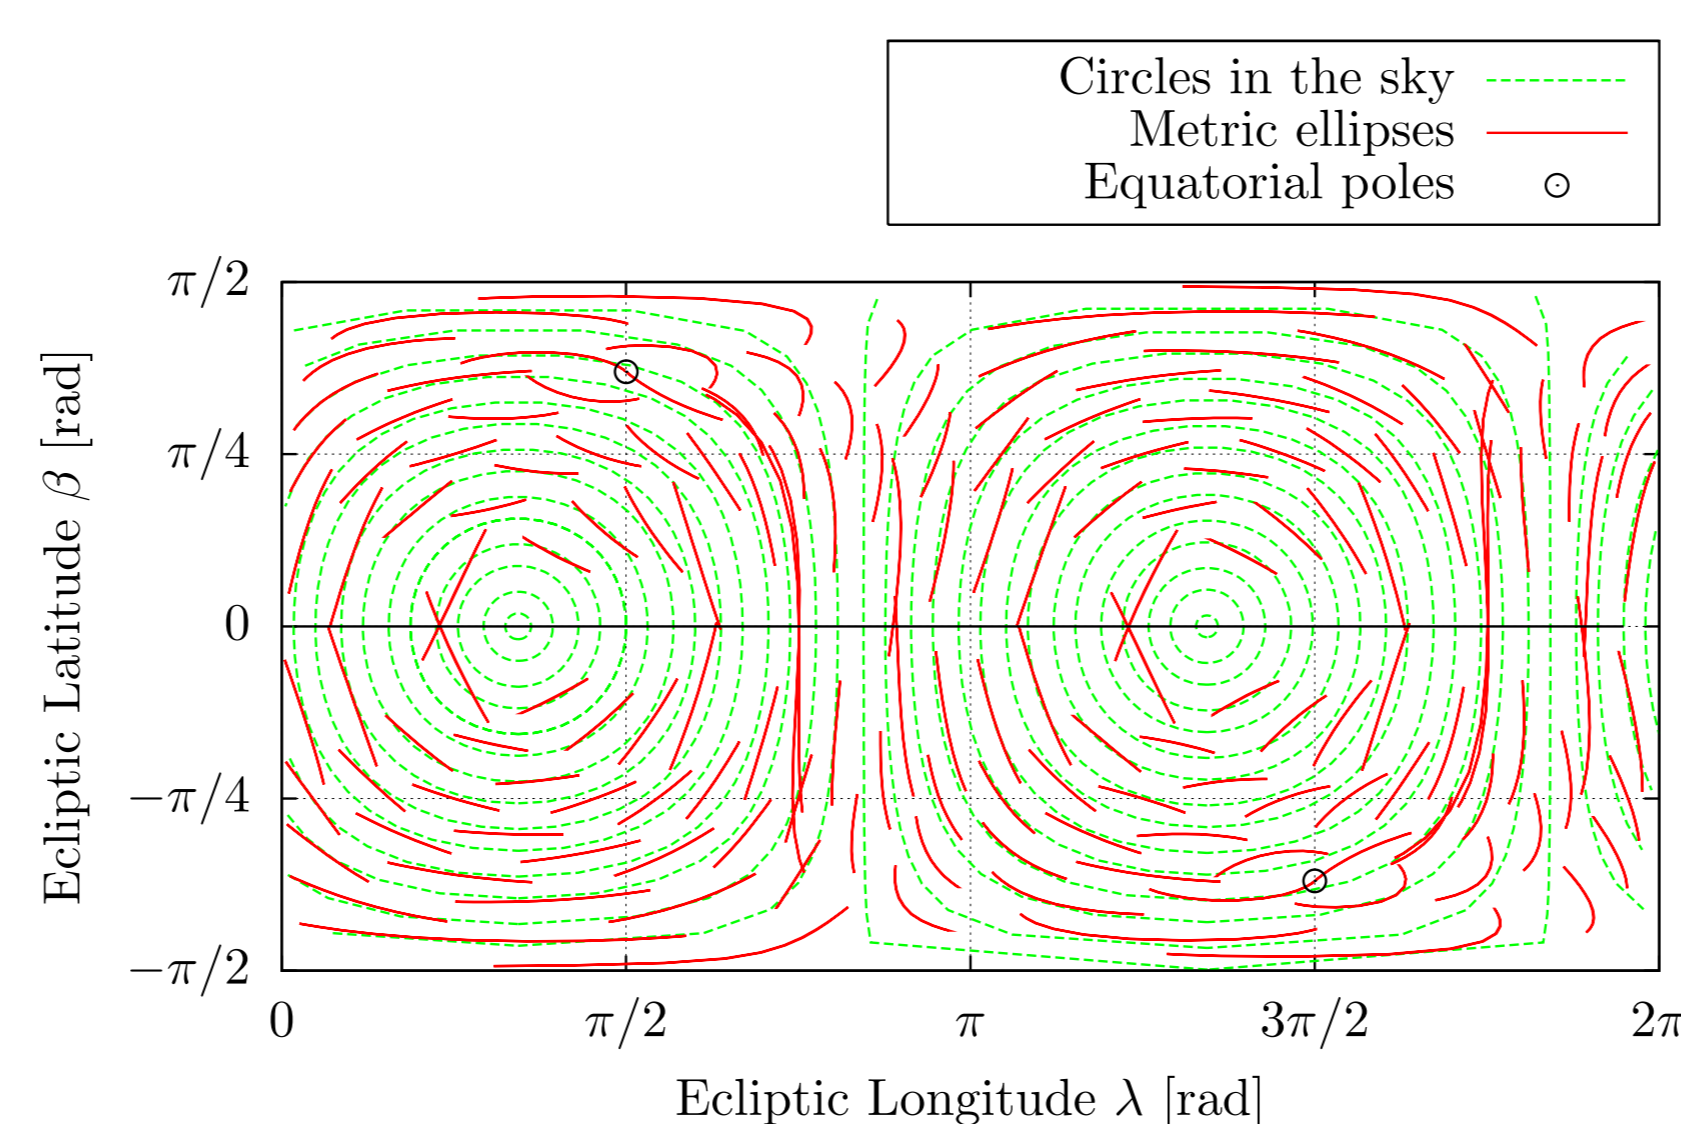 Circles in the sky
Metric ellipses
Equatorial poles
π/2
π/4
0
−π/4
−π/2
Ecliptic Latitude β [rad]
0 π/2 π 3π/2 2π
Ecliptic Longitude λ [rad]